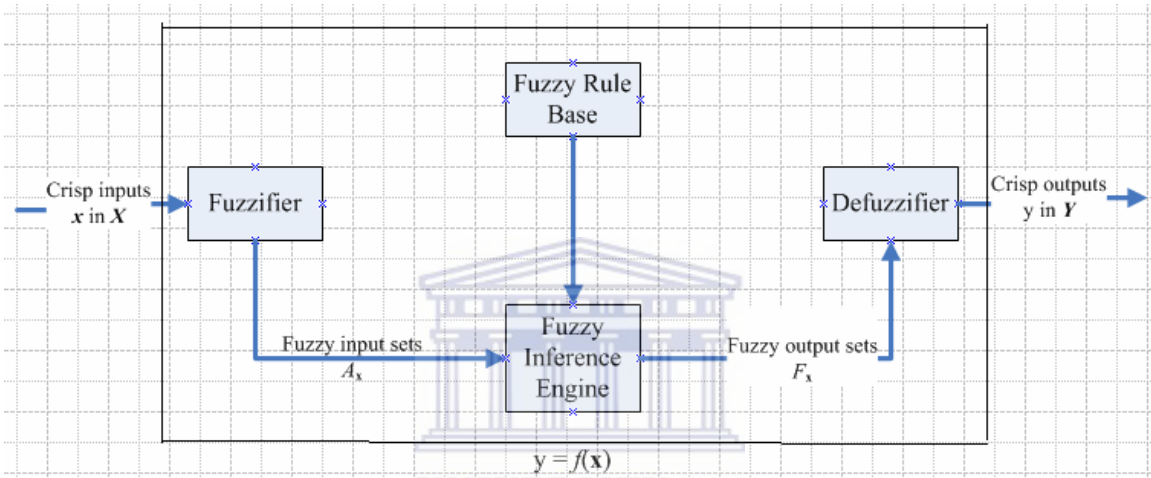 Fuzzy Rule
Base
Crisp inputs
x in X
Fuzzifier
Defuzzifier
Crisp outputs
y in Y
Fuzzy input sets
Aₓ
Fuzzy
Inference
Engine
Fuzzy output sets
Fₓ
y = f(x)